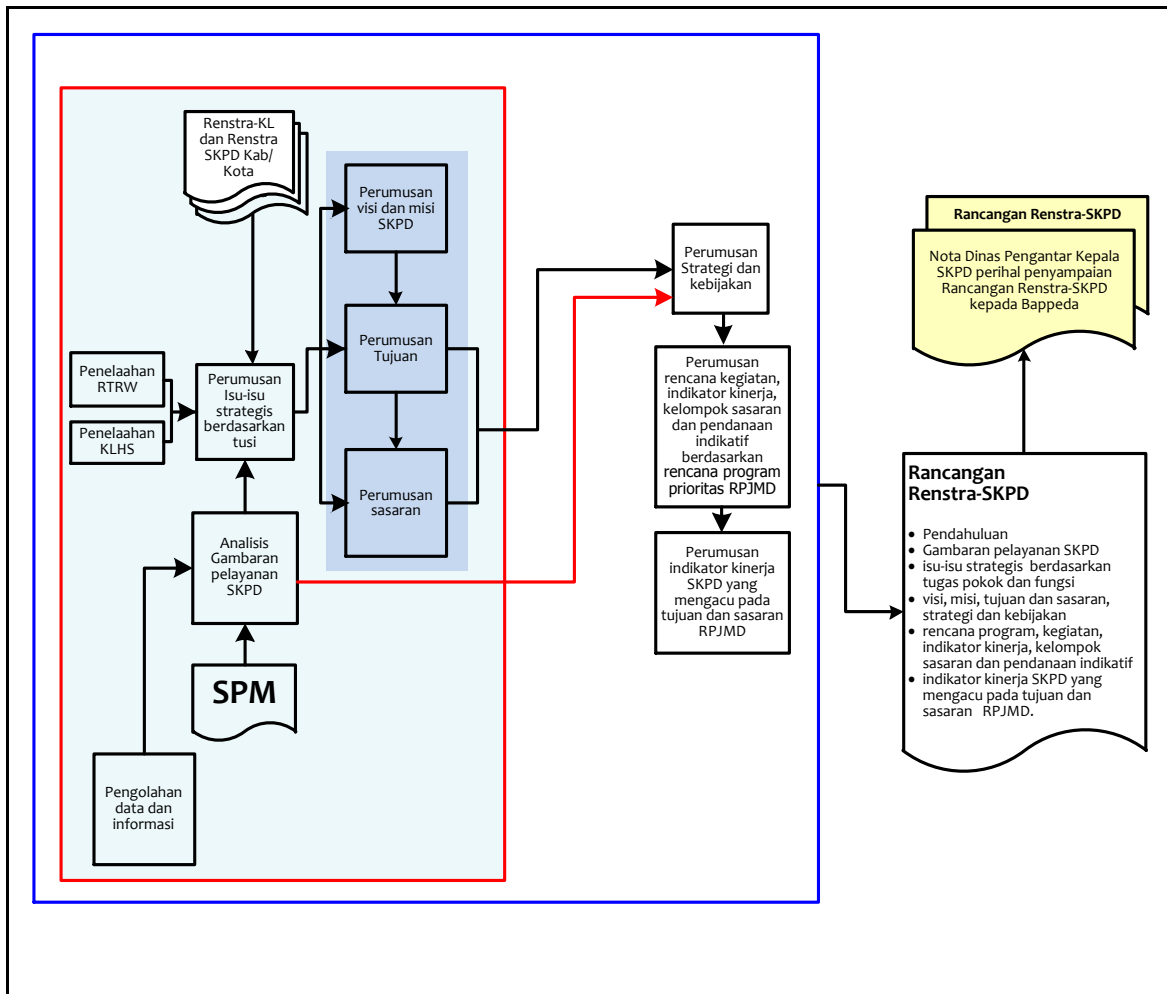 Renstra-KL
dan Renstra
SKPD Kab/
Kota
Perumusan
visi dan misi
SKPD
Perumusan
Tujuan
Perumusan
sasaran
Penelaahan
RTRW
Penelaahan
KLHS
Perumusan
Isu-isu
strategis
berdasarkan
tusi
Analisis
Gambaran
pelayanan
SKPD
SPM
Pengolahan
data dan
informasi
Perumusan
Strategi dan
kebijakan
Perumusan
rencana kegiatan,
indikator kinerja,
kelompok sasaran
dan pendanaan
indikatif
berdasarkan
rencana program
prioritas RPJMD
Perumusan
indikator kinerja
SKPD yang
mengacu pada
tujuan dan sasaran
RPJMD
Rancangan Renstra-SKPD
Nota Dinas Pengantar Kepala
SKPD perihal penyampaian
Rancangan Renstra-SKPD
kepada Bappeda
Rancangan
Renstra-SKPD
• Pendahuluan
• Gambaran pelayanan SKPD
• isu-isu strategis berdasarkan
tugas pokok dan fungsi
• visi, misi, tujuan dan sasaran,
strategi dan kebijakan
• rencana program, kegiatan,
indikator kinerja, kelompok
sasaran dan pendanaan indikatif
• indikator kinerja SKPD yang
mengacu pada tujuan dan
sasaran RPJMD.